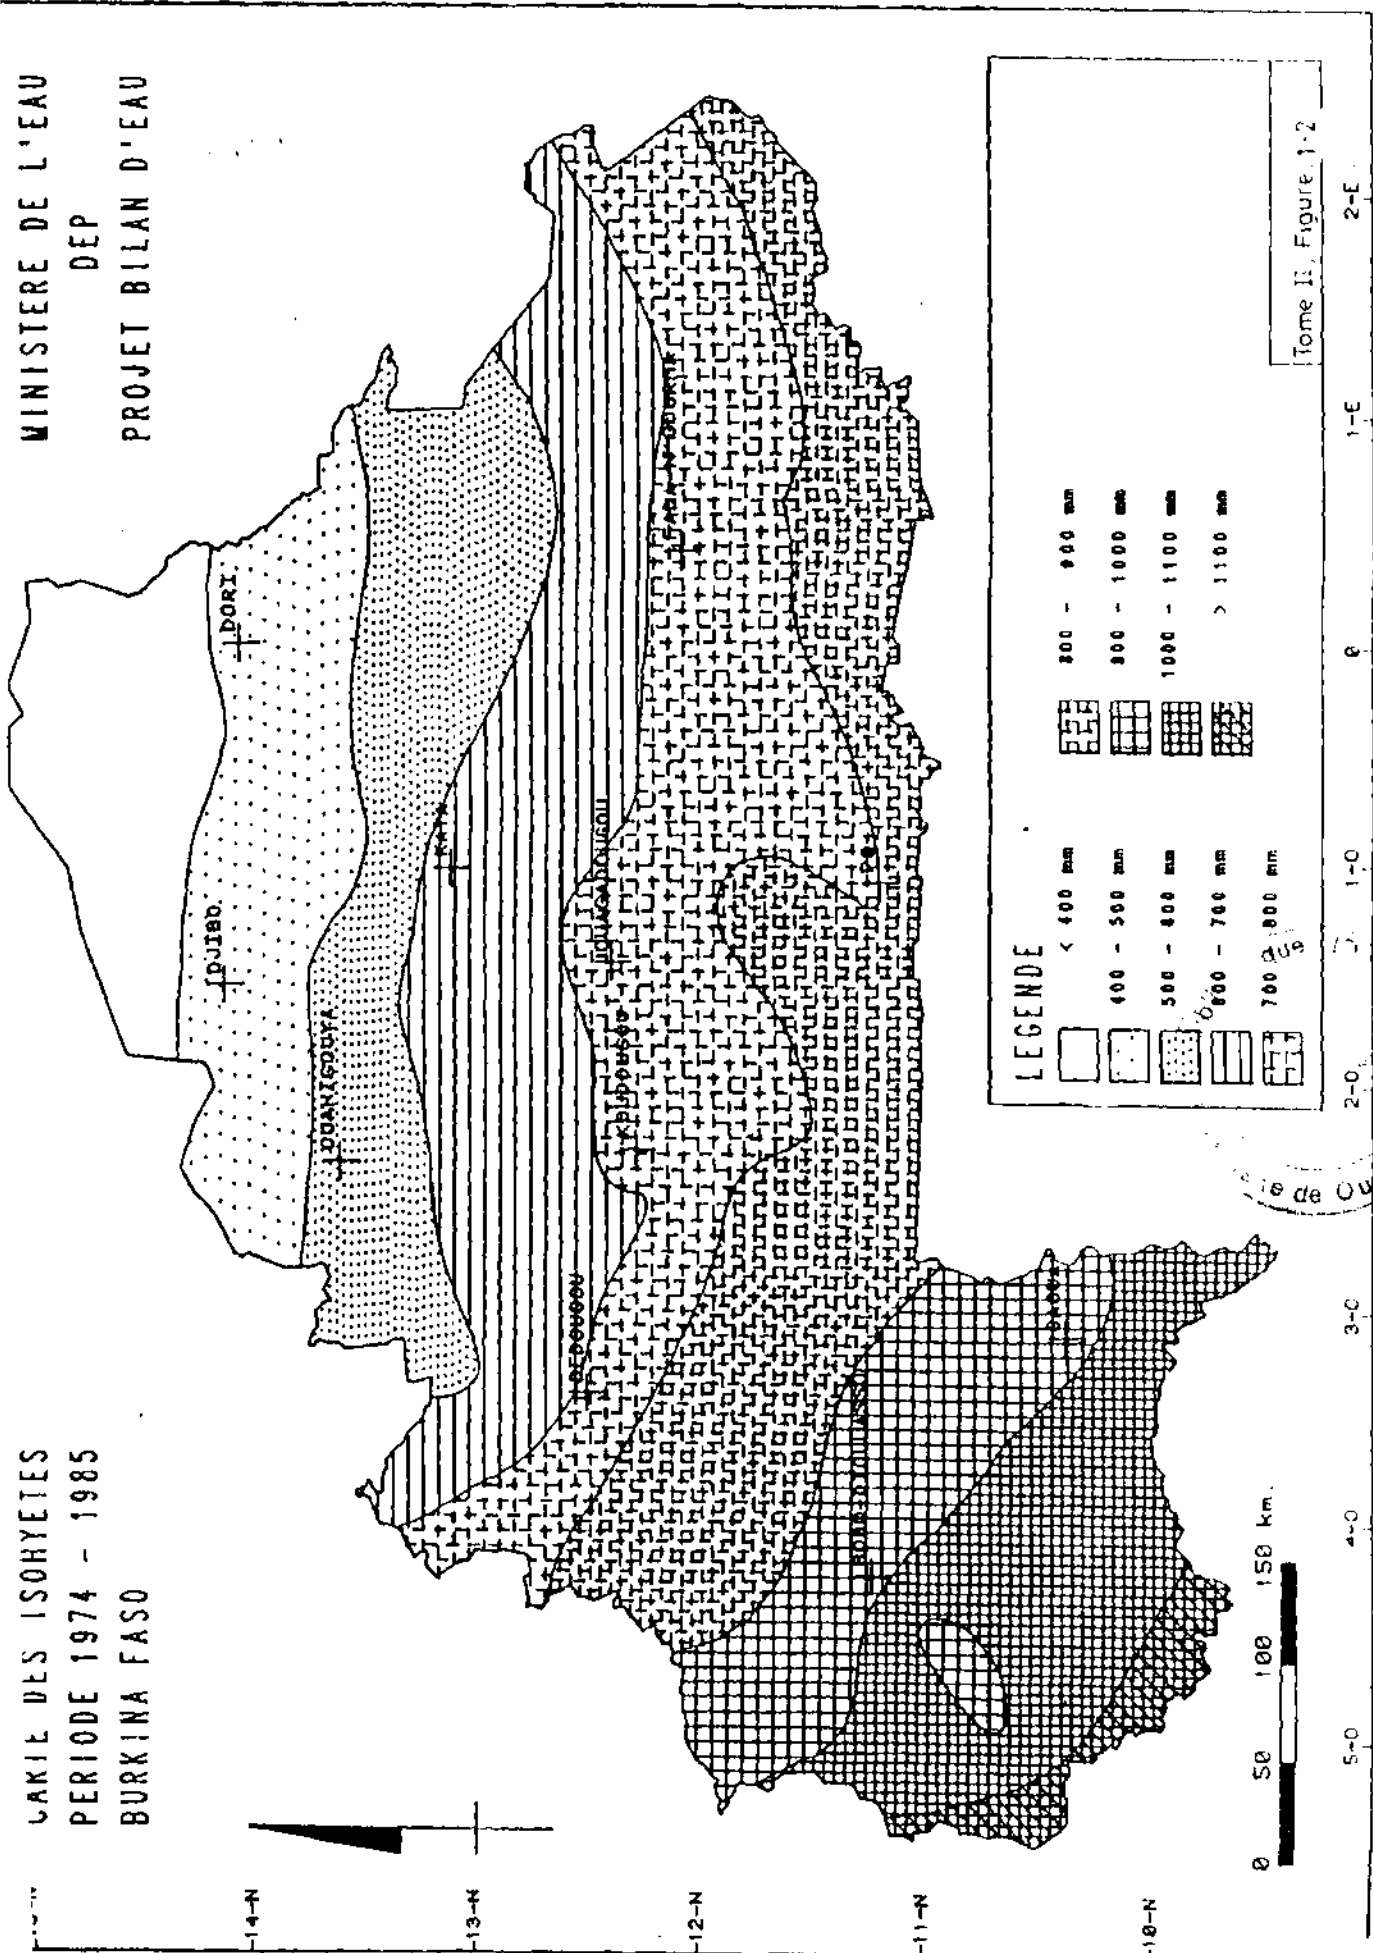 CARTE DES ISOHYETES
PERIODE 1974 - 1985
BURKINA FASO
MINISTERE DE L'EAU
DEP
PROJET BILAN D'EAU
14-N
13-N
12-N
11-N
10-N
DORI
DJIBO
OUAHIGOUYA
KAYA
OUAGADOUGOU
FADA N GOURMA
KOUDOUGOU
DEDOUGOU
PO
BOBO-DIOULASSO
GAOUA
LEGENDE
< 400 mm
400 - 500 mm
500 - 600 mm
600 - 700 mm
700 - 800 mm
800 - 900 mm
900 - 1000 mm
1000 - 1100 mm
> 1100 mm
0 50 100 150 km.
5-O 4-O 3-O 2-O 1-O 0 1-E 2-E
Tome II, Figure. 1-2
de Ou
que